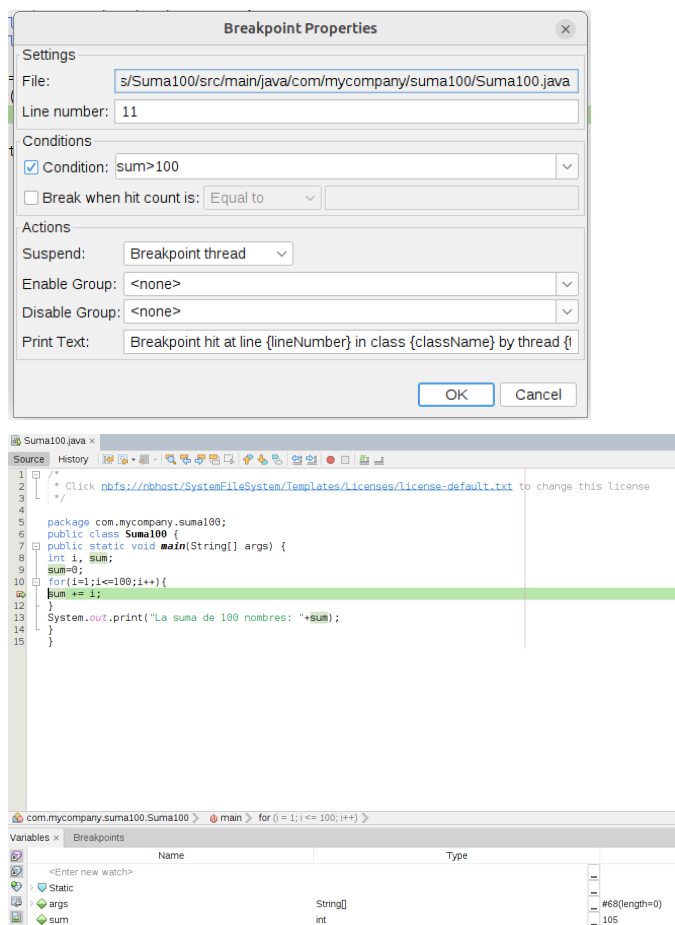 Breakpoint Properties
Settings
File: s/Suma100/src/main/java/com/mycompany/suma100/Suma100.java
Line number: 11
Conditions
Condition: sum>100
Break when hit count is: Equal to
Actions
Suspend: Breakpoint thread
Enable Group: <none>
Disable Group: <none>
Print Text: Breakpoint hit at line {lineNumber} in class {className} by thread {t
OK Cancel
Suma100.java
Source History
1 /*
2 * Click nbfs://nbhost/SystemFileSystem/Templates/Licenses/license-default.txt to change this license
3 */
4
5 package com.mycompany.suma100;
6 public class Suma100 {
7 public static void main(String[] args) {
8 int i, sum;
9 sum=0;
10 for(i=1;i<=100;i++){
sum += i;
12 }
13 System.out.print("La suma de 100 nombres: "+sum);
14 }
15 }
com.mycompany.suma100.Suma100 main for (i = 1; i <= 100; i++)
Variables Breakpoints
Name Type
<Enter new watch> ...
Static ...
args String[] ... #68(length=0)
sum int ... 105